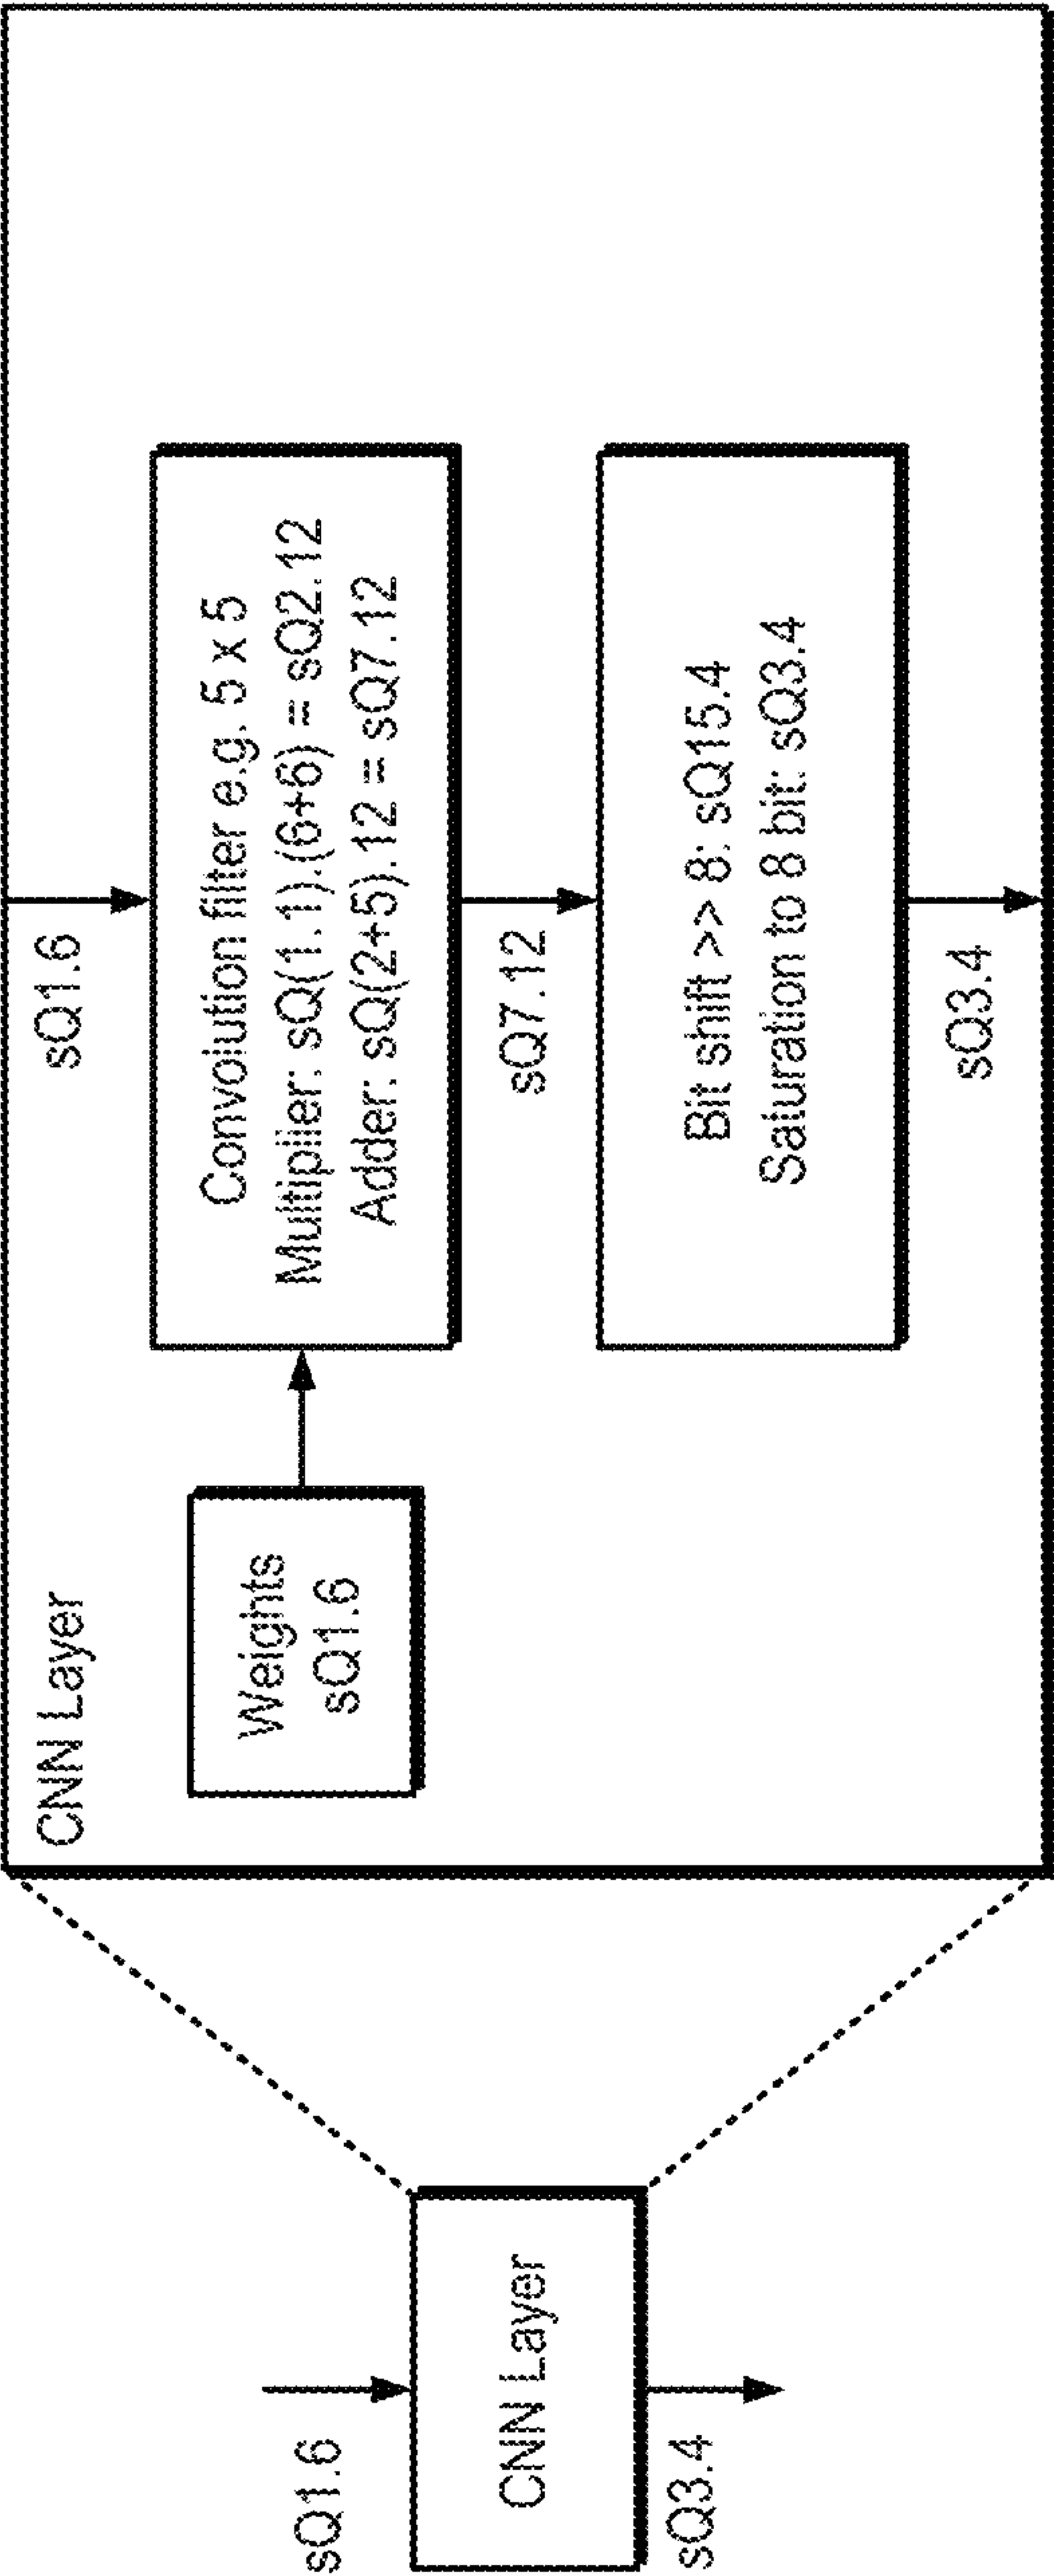 sQ1.6
CNN Layer
sQ3.4
CNN Layer
sQ1.6
Weights
sQ1.6
Convolution filter e.g. 5 x 5
Multiplier: sQ(1.1).(6+6) = sQ2.12
Adder: sQ(2+5).12 = sQ7.12
sQ7.12
Bit shift >> 8: sQ15.4
Saturation to 8 bit: sQ3.4
sQ3.4